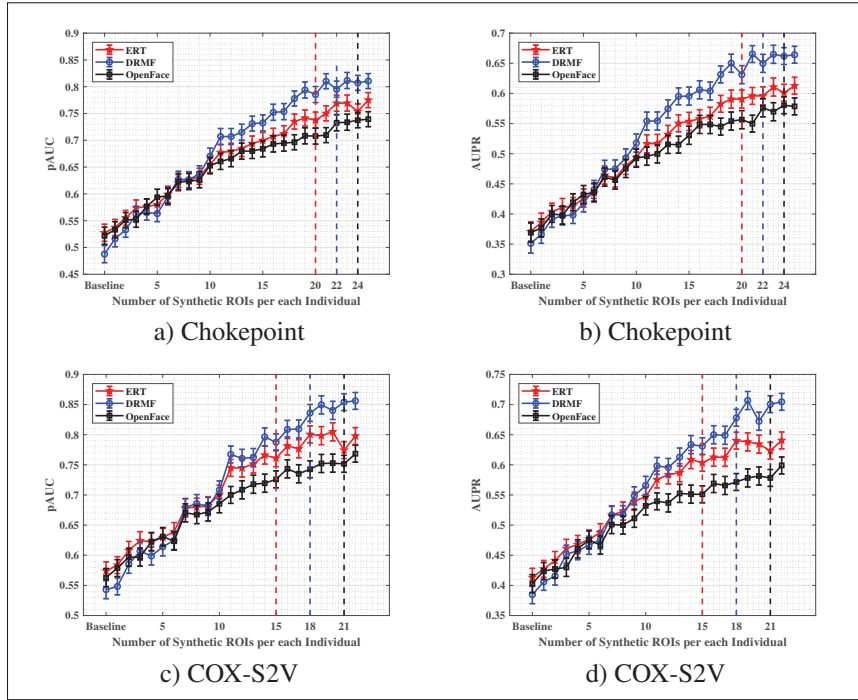 0.9
0.85
0.8
0.75
0.7
0.65
0.6
0.55
0.5
0.45
pAUC
ERT
DRMF
OpenFace
Baseline 5 10 15 20 22 24
Number of Synthetic ROIs per each Individual
a) Chokepoint
0.7
0.65
0.6
0.55
0.5
0.45
0.4
0.35
0.3
AUPR
ERT
DRMF
OpenFace
Baseline 5 10 15 20 22 24
Number of Synthetic ROIs per each Individual
b) Chokepoint
0.9
0.85
0.8
0.75
0.7
0.65
0.6
0.55
0.5
pAUC
ERT
DRMF
OpenFace
Baseline 5 10 15 18 21
Number of Synthetic ROIs per each Individual
c) COX-S2V
0.75
0.7
0.65
0.6
0.55
0.5
0.45
0.4
0.35
AUPR
ERT
DRMF
OpenFace
Baseline 5 10 15 18 21
Number of Synthetic ROIs per each Individual
d) COX-S2V